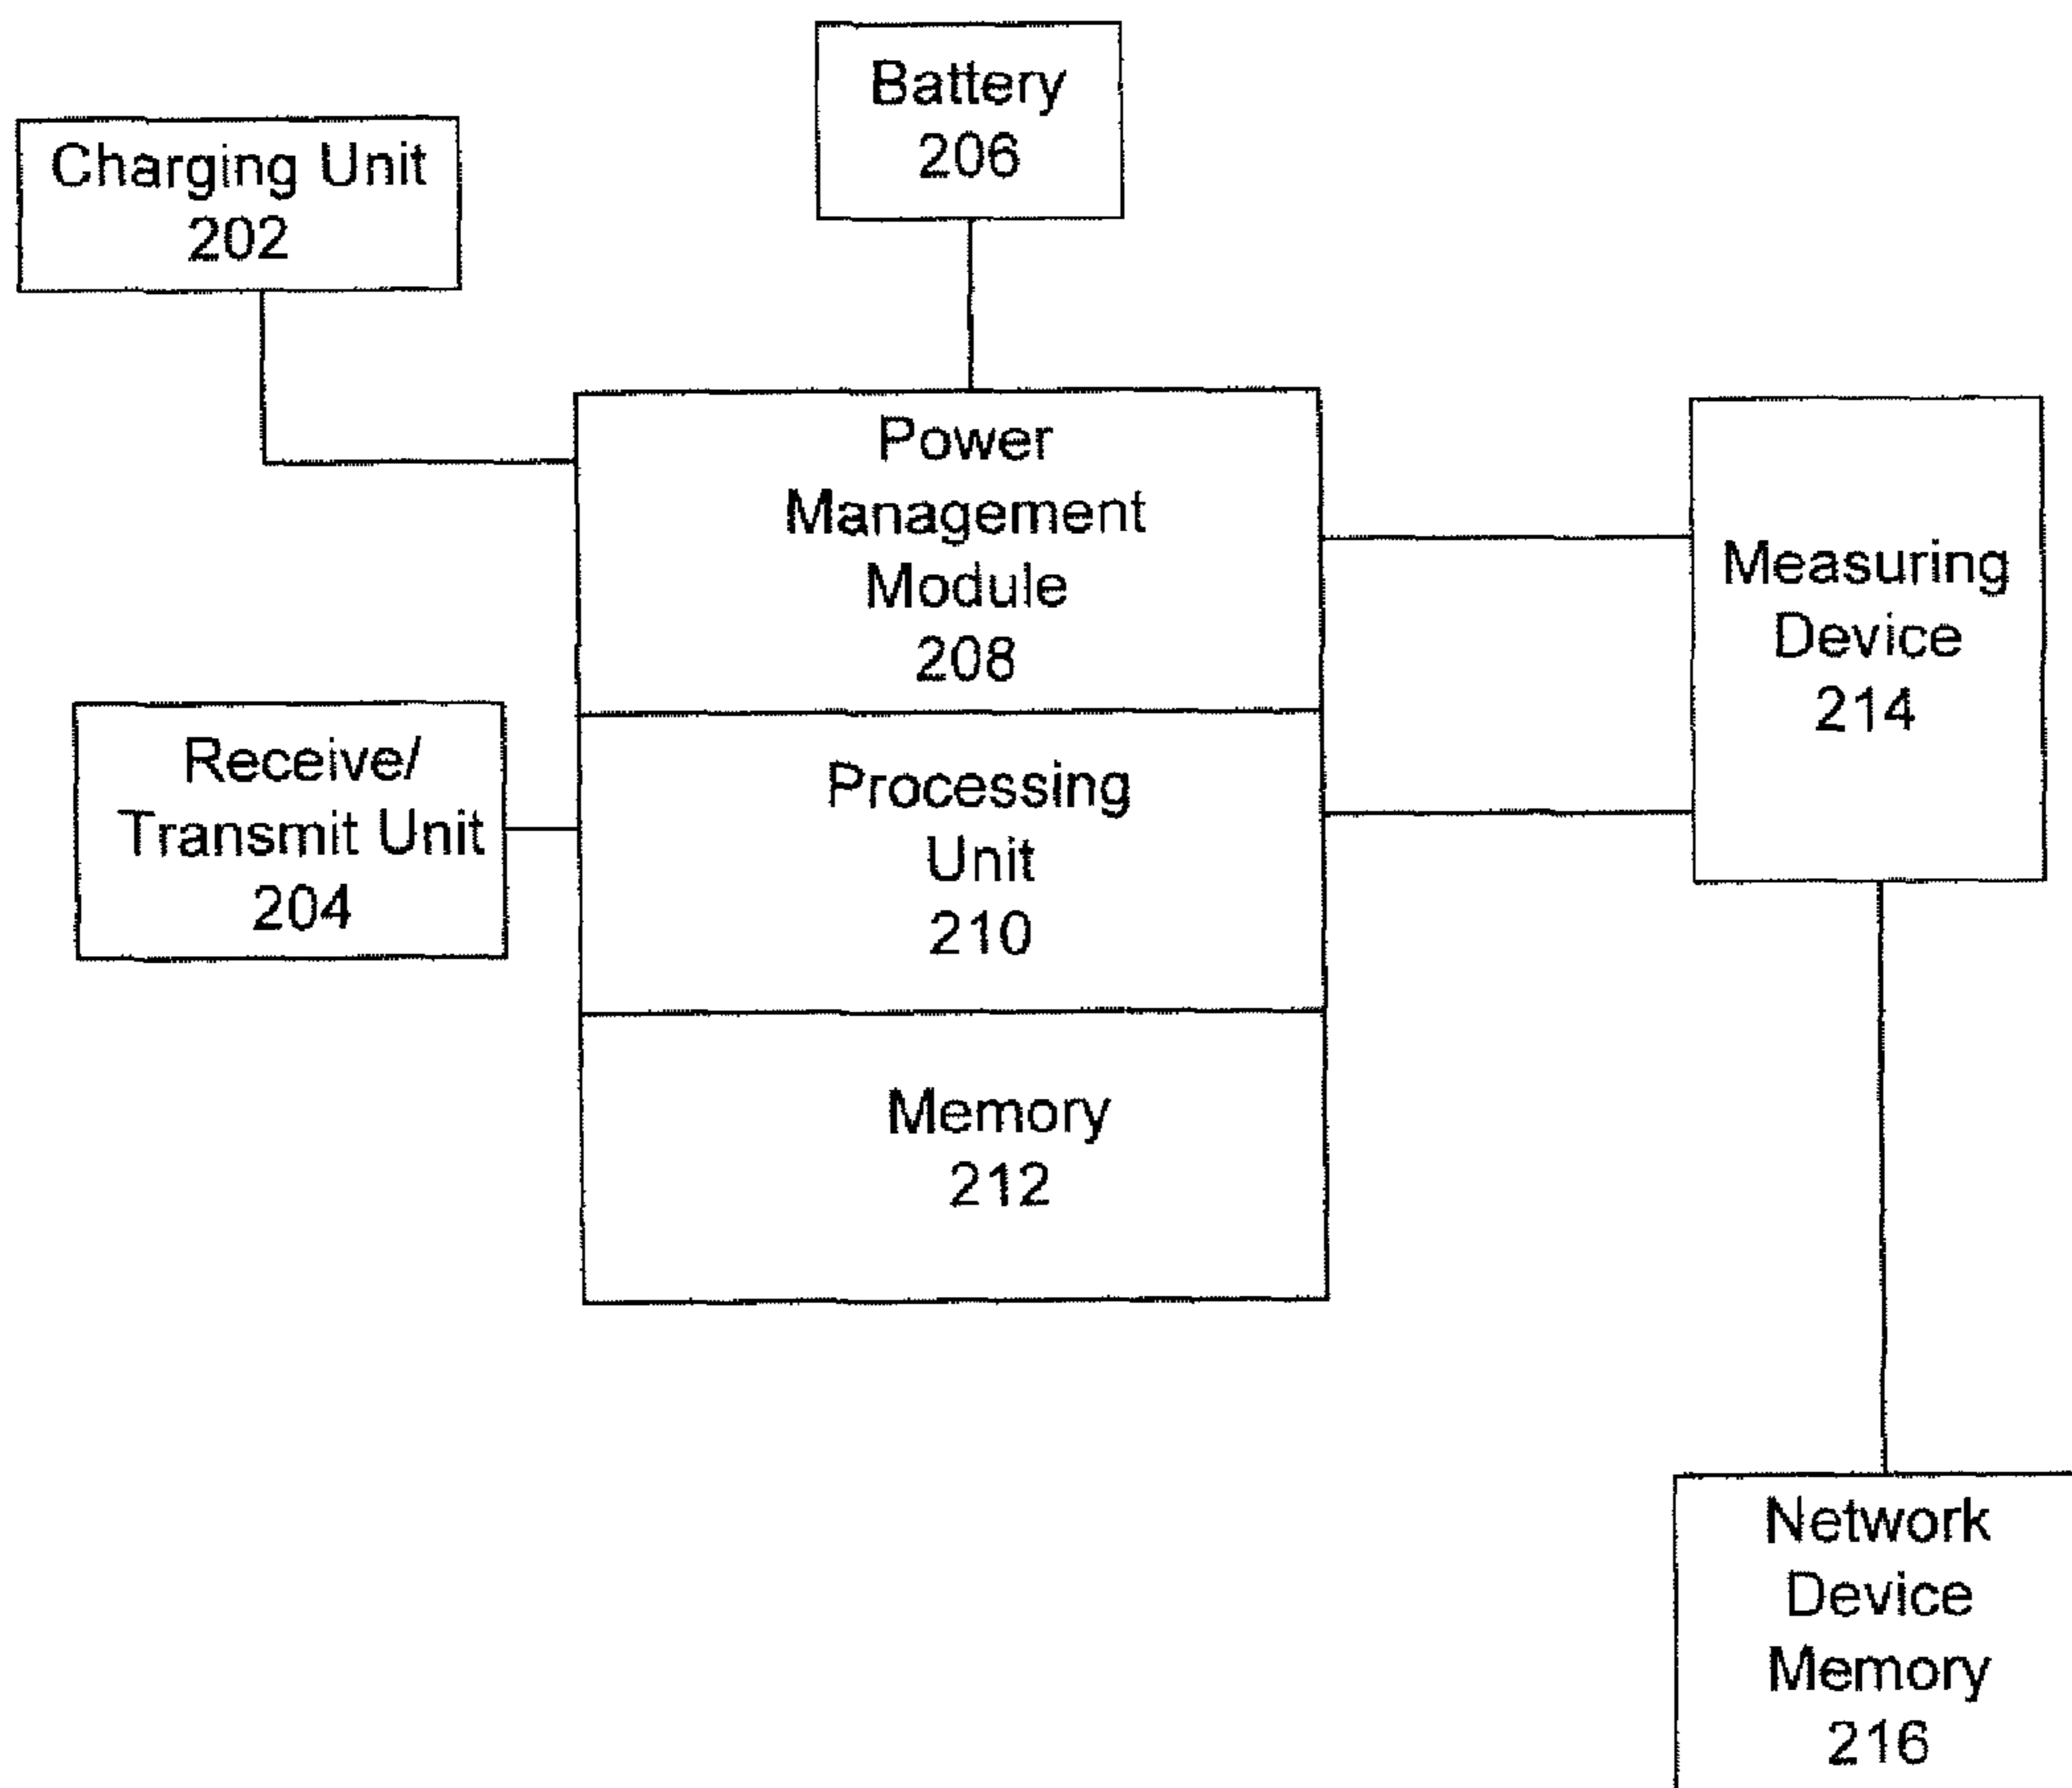 Battery
206
Charging Unit
202
Power
Management
Module
208
Measuring
Device
214
Receive/
Transmit Unit
204
Processing
Unit
210
Memory
212
Network
Device
Memory
216